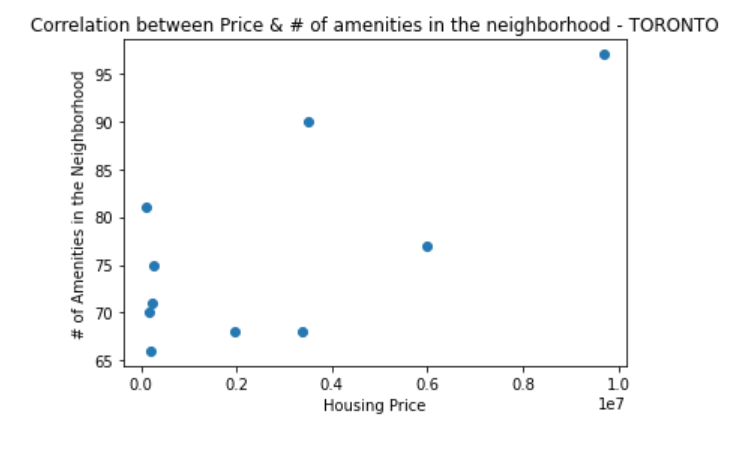 Correlation between Price & # of amenities in the neighborhood - TORONTO
# of Amenities in the Neighborhood
95
90
85
80
75
70
65
0.0 0.2 0.4 0.6 0.8 1.0
Housing Price
1e7